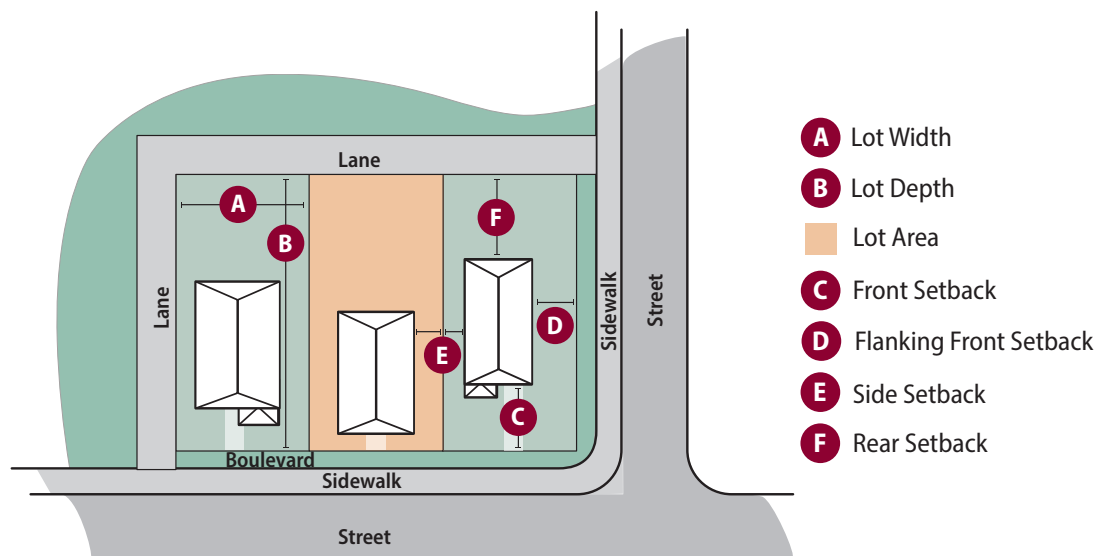 Lane
Lane
A
B
F
D
E
C
Boulevard
Sidewalk
Street
Sidewalk
Street
A Lot Width
B Lot Depth
Lot Area
C Front Setback
D Flanking Front Setback
E Side Setback
F Rear Setback